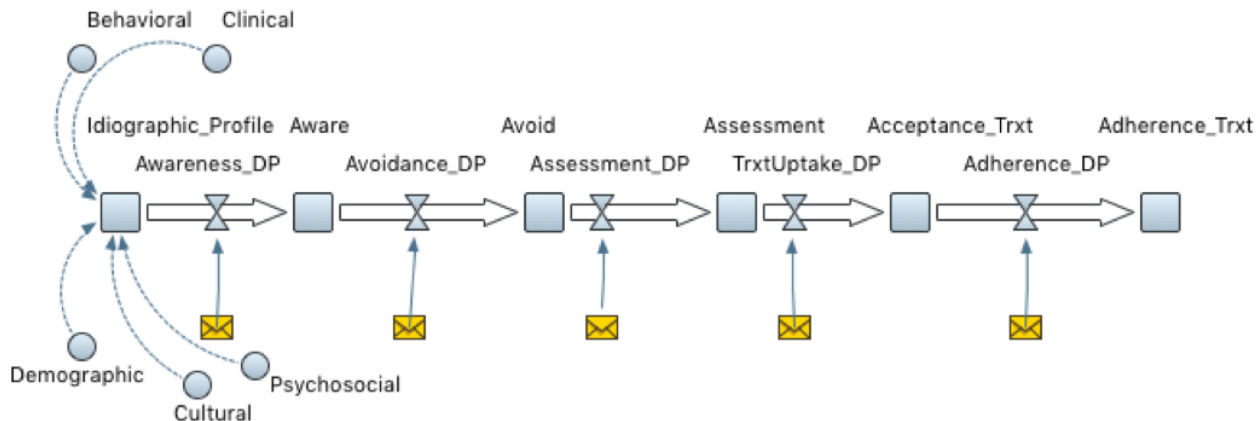 Behavioral Clinical
Idiographic_Profile Aware Avoid Assessment Acceptance_Trxt Adherence_Trxt
Awareness_DP Avoidance_DP Assessment_DP TrxtUptake_DP Adherence_DP
Demographic
Psychosocial
Cultural